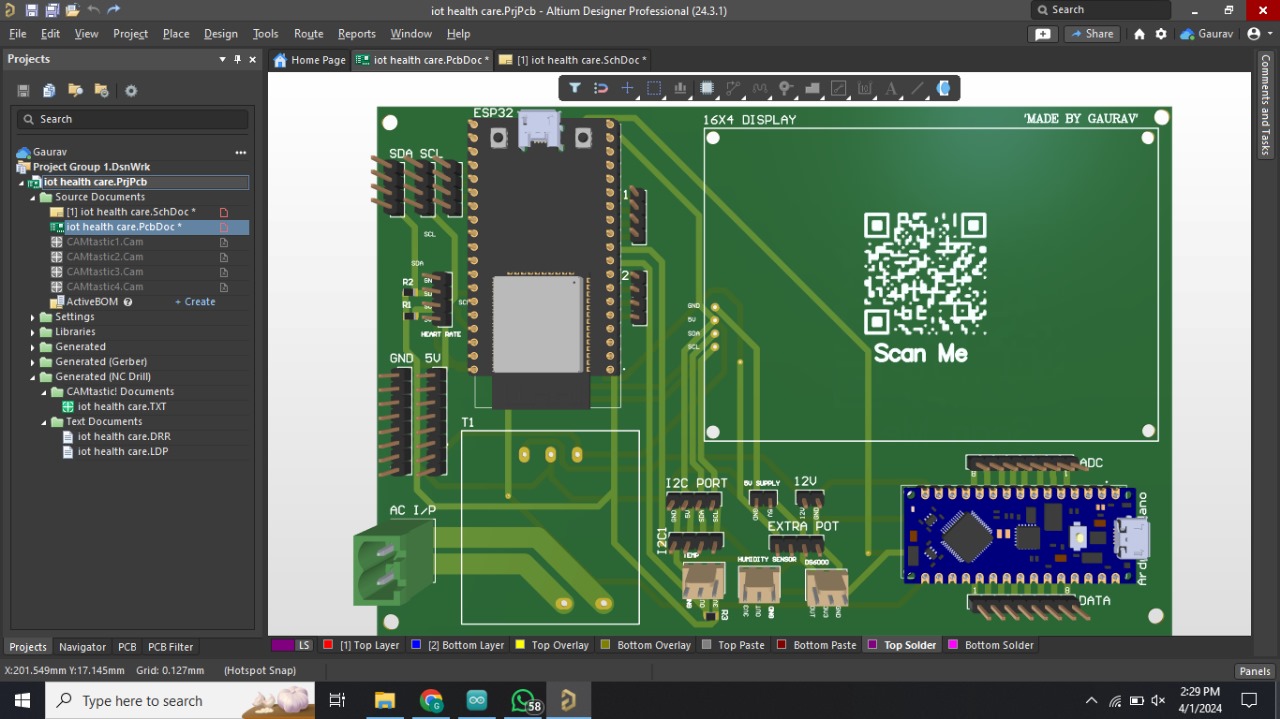 iot health care.PrjPcb - Altium Designer Professional (24.3.1)
Search
File Edit View Project Place Design Tools Route Reports Window Help
Share
Gaurav
Projects
Home Page
iot health care.PcbDoc *
[1] iot health care.SchDoc *
Comments and Tasks
Search
Gaurav
Project Group 1.DsnWrk
iot health care.PrjPcb
Source Documents
[1] iot health care.SchDoc *
iot health care.PcbDoc *
CAMtastic1.Cam
CAMtastic2.Cam
CAMtastic3.Cam
CAMtastic4.Cam
ActiveBOM
+ Create
Settings
Libraries
Generated
Generated (Gerber)
Generated (NC Drill)
CAMtastic! Documents
iot health care.TXT
Text Documents
iot health care.DRR
iot health care.LDP
ESP32
16X4 DISPLAY
'MADE BY GAURAV'
SDA SCL
1
SCL
SDA
2
R2
R1
HEART RATE
GND
5V
SDA
SCL
Scan Me
GND 5V
T1
AC I/P
I2C PORT
5V SUPPLY
12V
ADC
EXTRA POT
I2C1
TEMP
HUMIDITY SENSOR
R3
DATA
Projects Navigator PCB PCB Filter
LS
[1] Top Layer
[2] Bottom Layer
Top Overlay
Bottom Overlay
Top Paste
Bottom Paste
Top Solder
Bottom Solder
X:201.549mm Y:17.145mm Grid: 0.127mm (Hotspot Snap)
Panels
Type here to search
58
2:29 PM
4/1/2024